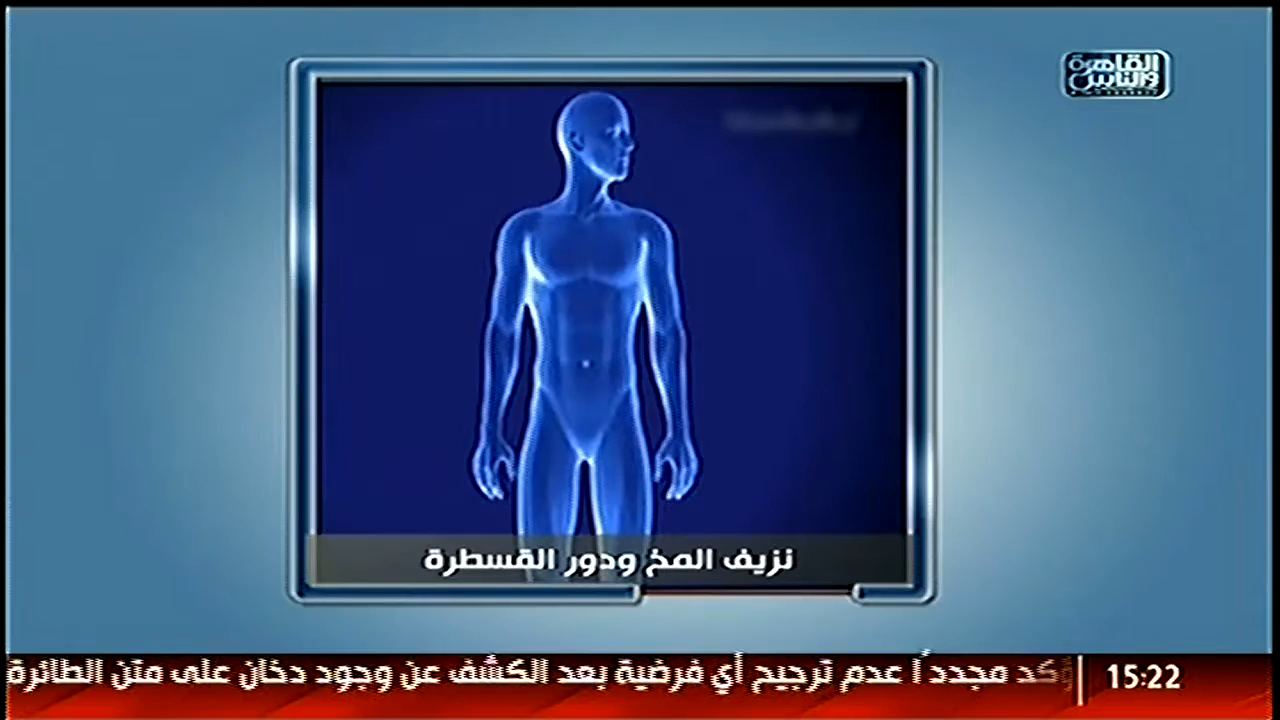 القاهرة
والناس
نزيف المخ ودور القسطرة
كد مجدداً عدم ترجيح أي فرضية بعد الكشف عن وجود دخان على متن الطائرة
15:22